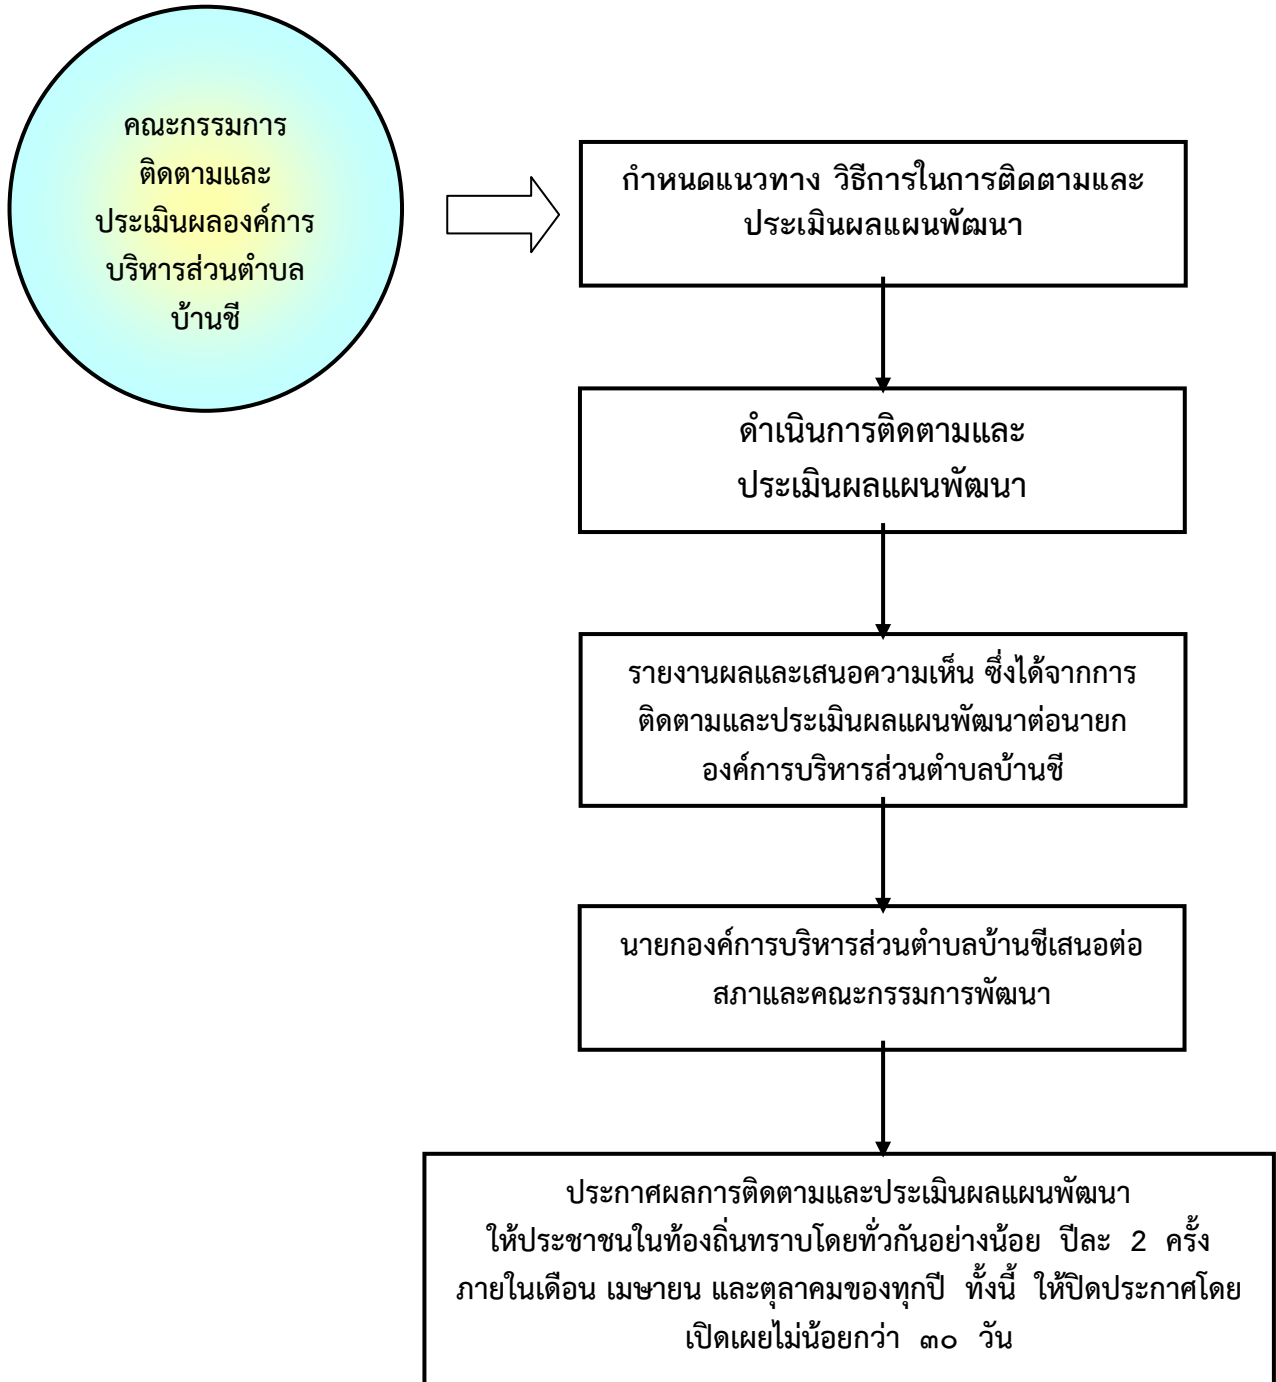 คณะกรรมการ
ติดตามและ
ประเมินผลองค์การ
บริหารส่วนตำบล
บ้านชี
กำหนดแนวทาง วิธีการในการติดตามและ
ประเมินผลแผนพัฒนา
ดำเนินการติดตามและ
ประเมินผลแผนพัฒนา
รายงานผลและเสนอความเห็น ซึ่งได้จากการ
ติดตามและประเมินผลแผนพัฒนาต่อนายก
องค์การบริหารส่วนตำบลบ้านชี
นายกองค์การบริหารส่วนตำบลบ้านชีเสนอต่อ
สภาและคณะกรรมการพัฒนา
ประกาศผลการติดตามและประเมินผลแผนพัฒนา
ให้ประชาชนในท้องถิ่นทราบโดยทั่วกันอย่างน้อย ปีละ 2 ครั้ง
ภายในเดือน เมษายน และตุลาคมของทุกปี ทั้งนี้ ให้ปิดประกาศโดย
เปิดเผยไม่น้อยกว่า ๓๐ วัน